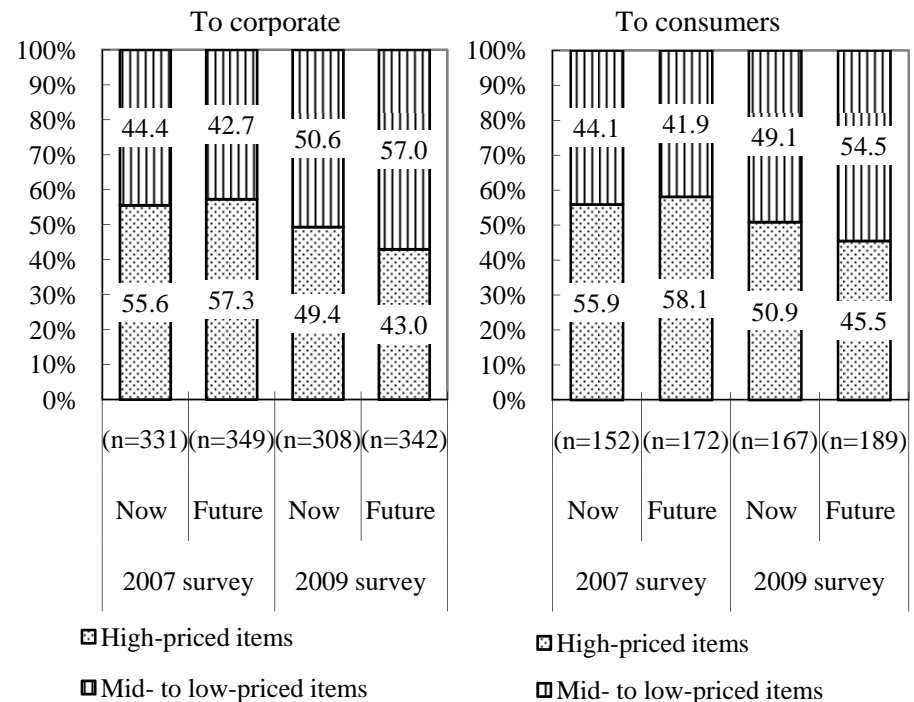 To corporate
100%
90%
80%
70%
60%
50%
40%
30%
20%
10%
0%
44.4 42.7 50.6 57.0
55.6 57.3 49.4 43.0
(n=331) (n=349) (n=308) (n=342)
Now Future Now Future
2007 survey 2009 survey
High-priced items
Mid- to low-priced items
To consumers
100%
90%
80%
70%
60%
50%
40%
30%
20%
10%
0%
44.1 41.9 49.1 54.5
55.9 58.1 50.9 45.5
(n=152) (n=172) (n=167) (n=189)
Now Future Now Future
2007 survey 2009 survey
High-priced items
Mid- to low-priced items